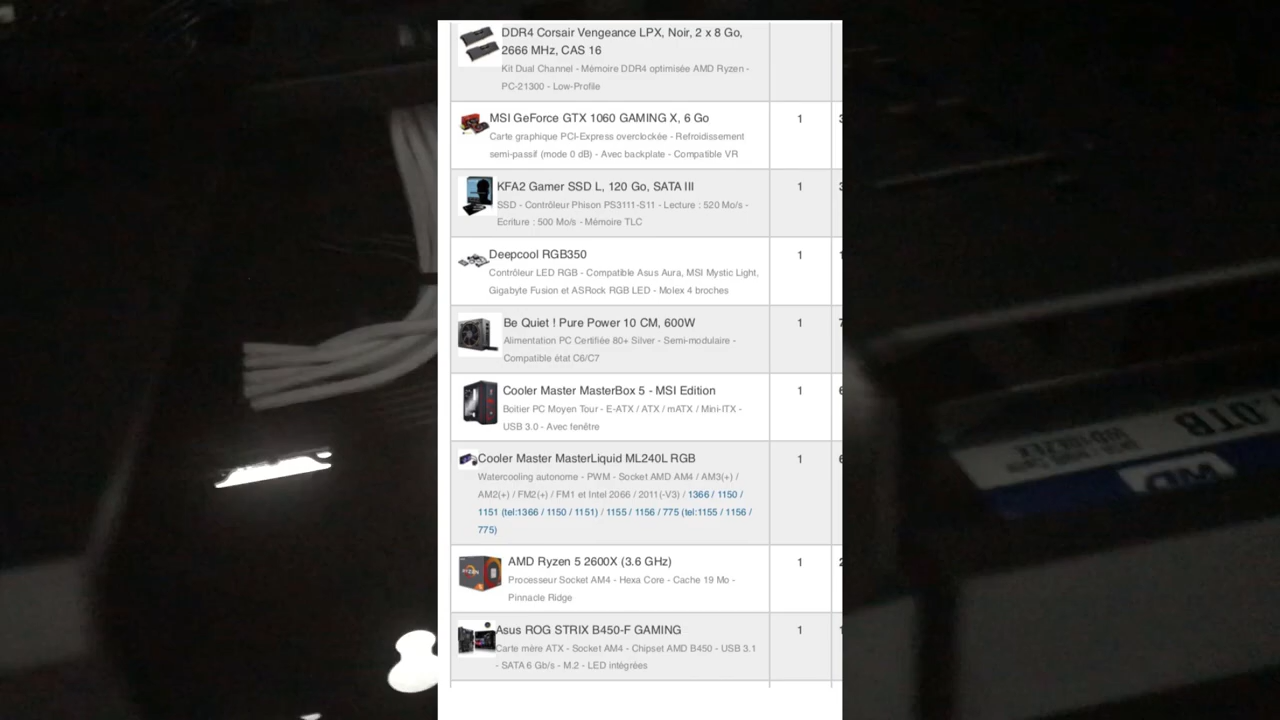 DDR4 Corsair Vengeance LPX, Noir, 2 x 8 Go,
2666 MHz, CAS 16
Kit Dual Channel - Mémoire DDR4 optimisée AMD Ryzen -
PC-21300 - Low-Profile
MSI GeForce GTX 1060 GAMING X, 6 Go
1
Carte graphique PCI-Express overclockée - Refroidissement
semi-passif (mode 0 dB) - Avec backplate - Compatible VR
KFA2 Gamer SSD L, 120 Go, SATA III
1
SSD - Contrôleur Phison PS3111-S11 - Lecture : 520 Mo/s -
Ecriture : 500 Mo/s - Mémoire TLC
Deepcool RGB350
1
Contrôleur LED RGB - Compatible Asus Aura, MSI Mystic Light,
Gigabyte Fusion et ASRock RGB LED - Molex 4 broches
Be Quiet ! Pure Power 10 CM, 600W
1
Alimentation PC Certifiée 80+ Silver - Semi-modulaire -
Compatible état C6/C7
Cooler Master MasterBox 5 - MSI Edition
1
Boitier PC Moyen Tour - E-ATX / ATX / mATX / Mini-ITX -
USB 3.0 - Avec fenêtre
Cooler Master MasterLiquid ML240L RGB
1
Watercooling autonome - PWM - Socket AMD AM4 / AM3(+) /
AM2(+) / FM2(+) / FM1 et Intel 2066 / 2011(-V3) / 1366 / 1150 /
1151 (tel:1366 / 1150 / 1151) / 1155 / 1156 / 775 (tel:1155 / 1156 /
775)
AMD Ryzen 5 2600X (3.6 GHz)
1
Processeur Socket AM4 - Hexa Core - Cache 19 Mo -
Pinnacle Ridge
Asus ROG STRIX B450-F GAMING
1
Carte mère ATX - Socket AM4 - Chipset AMD B450 - USB 3.1
- SATA 6 Gb/s - M.2 - LED intégrées
.0TB
WD